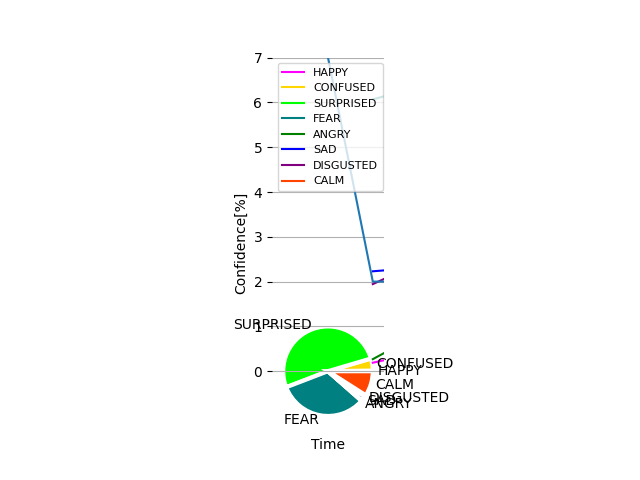 7
6
5
4
3
2
1
0
Confidence[%]
HAPPY
CONFUSED
SURPRISED
FEAR
ANGRY
SAD
DISGUSTED
CALM
SURPRISED
CONFUSED
HAPPY
CALM
DISGUSTED
SAD
ANGRY
FEAR
Time